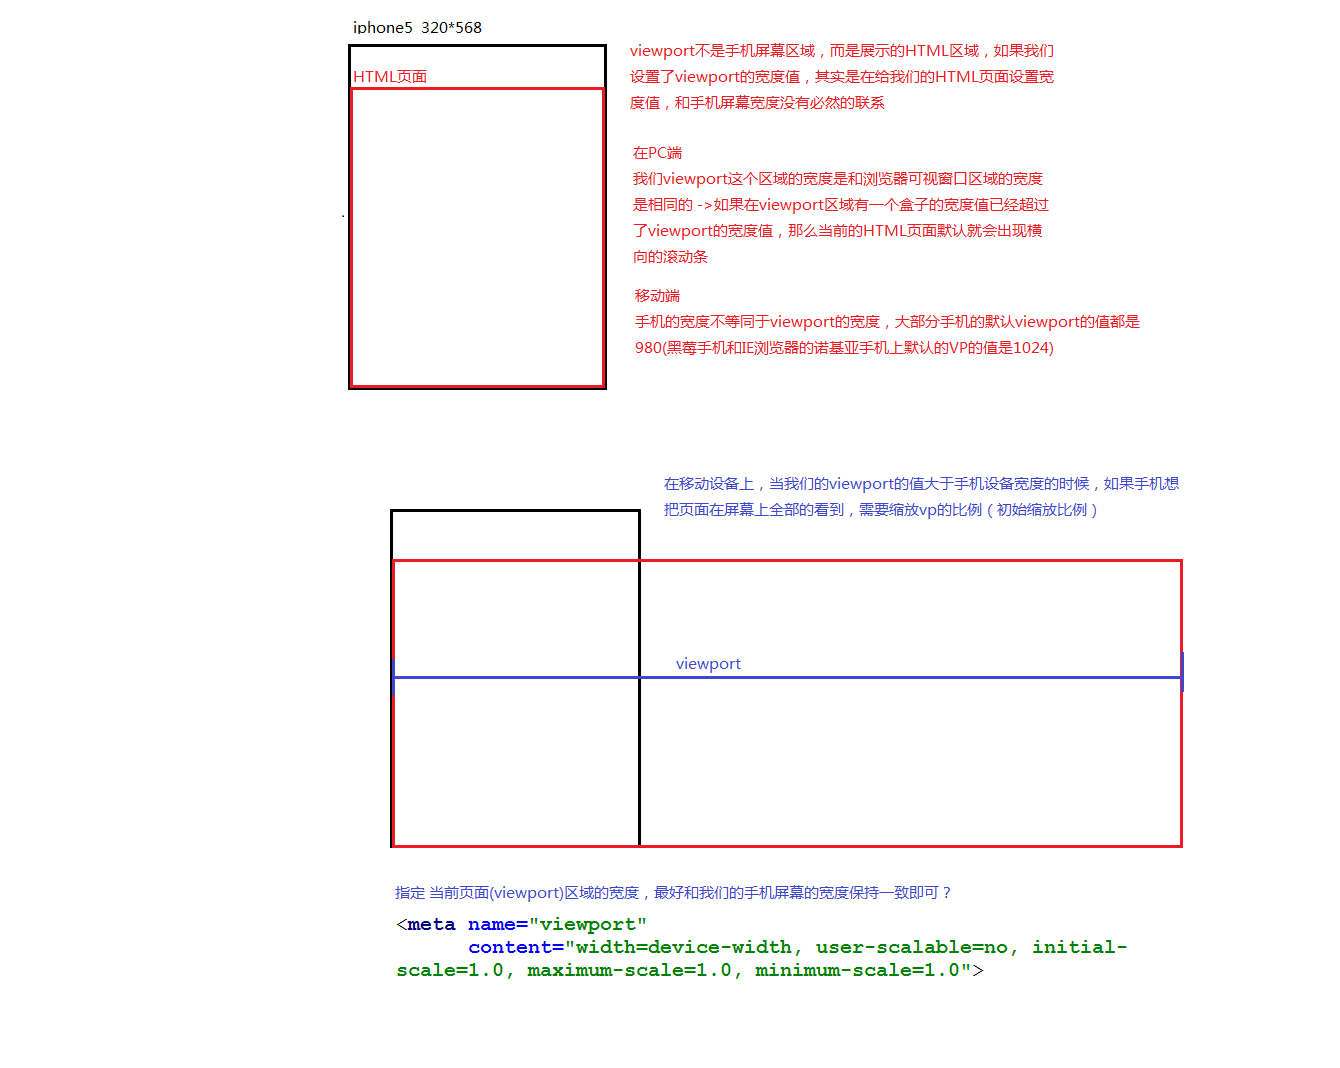 iphone5  320*568
HTML页面
viewport不是手机屏幕区域，而是展示的HTML区域，如果我们
设置了viewport的宽度值，其实是在给我们的HTML页面设置宽
度值，和手机屏幕宽度没有必然的联系
在PC端
我们viewport这个区域的宽度是和浏览器可视窗口区域的宽度
是相同的 ->如果在viewport区域有一个盒子的宽度值已经超过
了viewport的宽度值，那么当前的HTML页面默认就会出现横
向的滚动条
移动端
手机的宽度不等同于viewport的宽度，大部分手机的默认viewport的值都是
980(黑莓手机和IE浏览器的诺基亚手机上默认的VP的值是1024)
在移动设备上，当我们的viewport的值大于手机设备宽度的时候，如果手机想
把页面在屏幕上全部的看到，需要缩放vp的比例（初始缩放比例）
viewport
指定 当前页面(viewport)区域的宽度，最好和我们的手机屏幕的宽度保持一致即可？
<meta name="viewport"
content="width=device-width, user-scalable=no, initial-
scale=1.0, maximum-scale=1.0, minimum-scale=1.0">